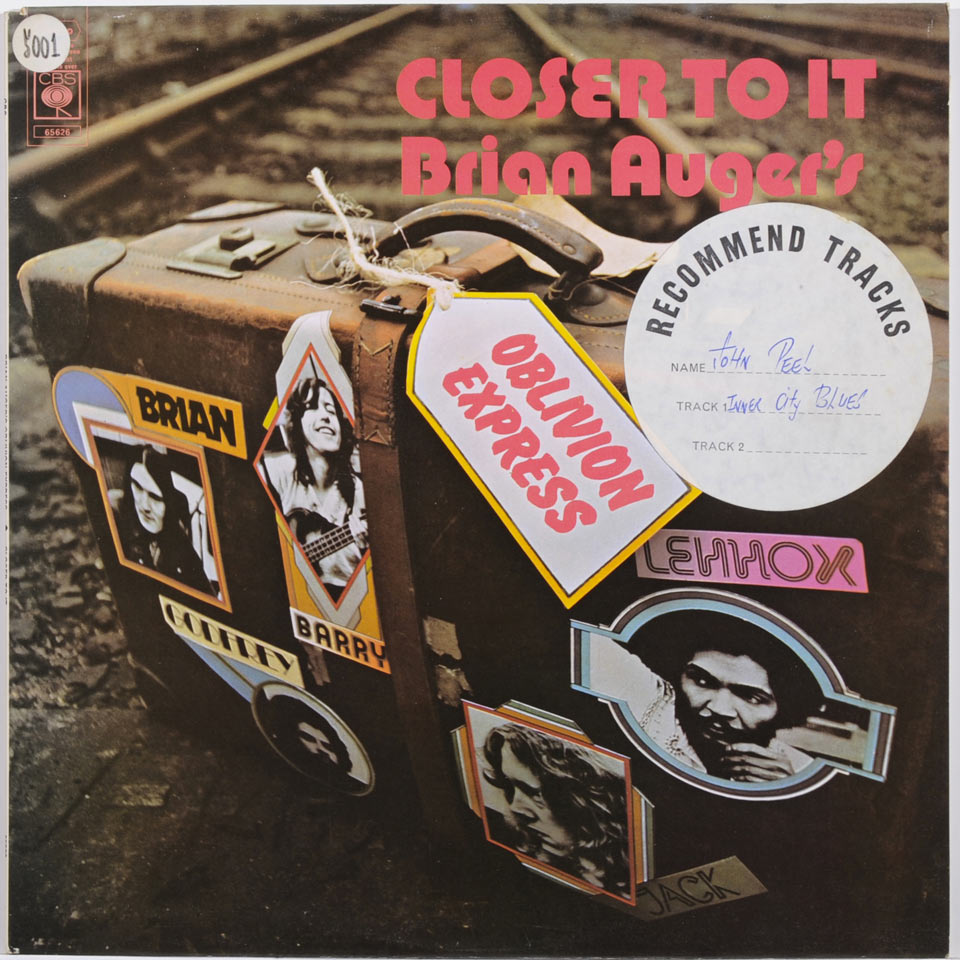 CBS
65626
CLOSER TO IT
Brian Auger's
RECOMMEND TRACKS
NAME John Peel
TRACK 1 Inner City Blues
TRACK 2
OBLIVION
EXPRESS
BRIAN
BARRY
GODFREY
LENNOX
JACK